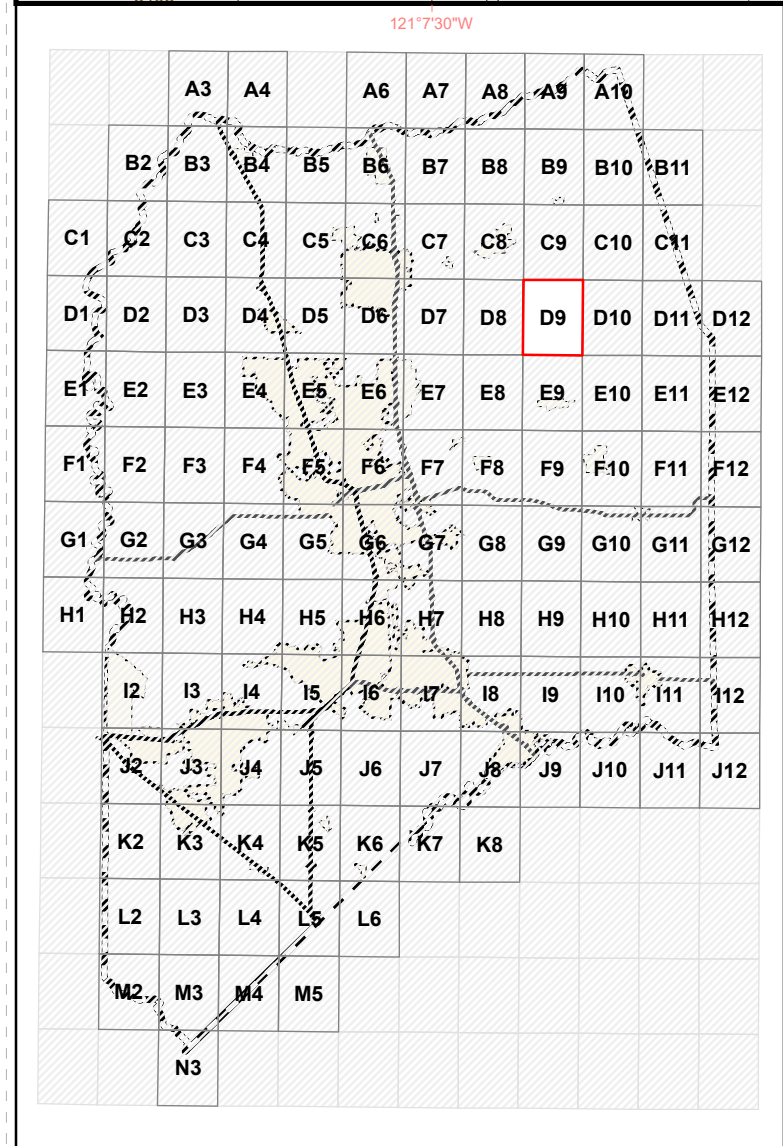 121°7'30"W
A3 A4 A6 A7 A8 A9 A10
B2 B3 B4 B5 B6 B7 B8 B9 B10 B11
C1 C2 C3 C4 C5 C6 C7 C8 C9 C10 C11
D1 D2 D3 D4 D5 D6 D7 D8 D9 D10 D11 D12
E1 E2 E3 E4 E5 E6 E7 E8 E9 E10 E11 E12
F1 F2 F3 F4 F5 F6 F7 F8 F9 F10 F11 F12
G1 G2 G3 G4 G5 G6 G7 G8 G9 G10 G11 G12
H1 H2 H3 H4 H5 H6 H7 H8 H9 H10 H11 H12
I2 I3 I4 I5 I6 I7 I8 I9 I10 I11 I12
J2 J3 J4 J5 J6 J7 J8 J9 J10 J11 J12
K2 K3 K4 K5 K6 K7 K8
L2 L3 L4 L5 L6
M2 M3 M4 M5
N3